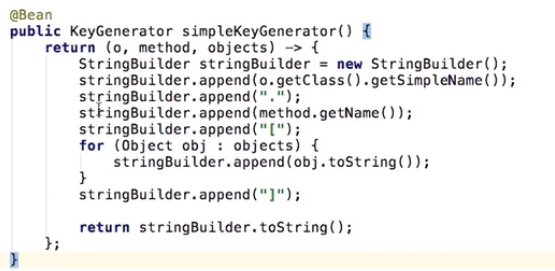 @Bean
public KeyGenerator simpleKeyGenerator() {
    return (o, method, objects) -> {
        StringBuilder stringBuilder = new StringBuilder();
        stringBuilder.append(o.getClass().getSimpleName());
        stringBuilder.append(".");
        stringBuilder.append(method.getName());
        stringBuilder.append("[");
        for (Object obj : objects) {
            stringBuilder.append(obj.toString());
        }
        stringBuilder.append("]");

        return stringBuilder.toString();
    };
}